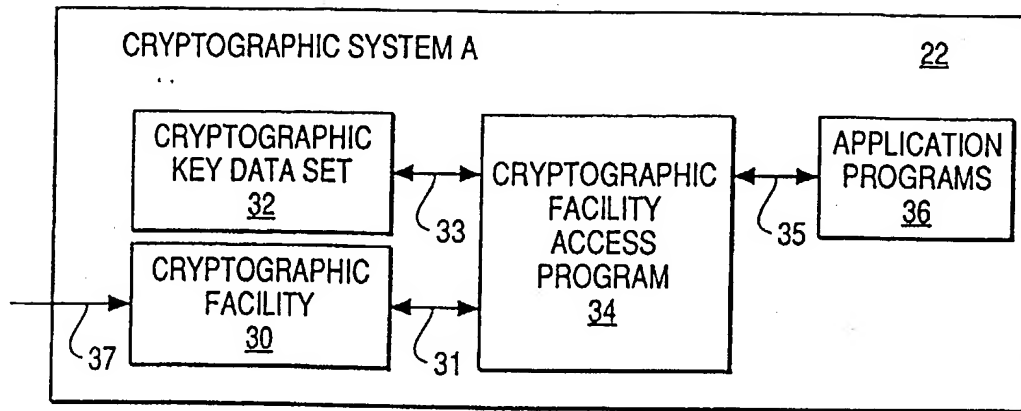 CRYPTOGRAPHIC SYSTEM A
22
CRYPTOGRAPHIC
KEY DATA SET
32
33
CRYPTOGRAPHIC
FACILITY
30
37
31
CRYPTOGRAPHIC
FACILITY
ACCESS
PROGRAM
34
35
APPLICATION
PROGRAMS
36